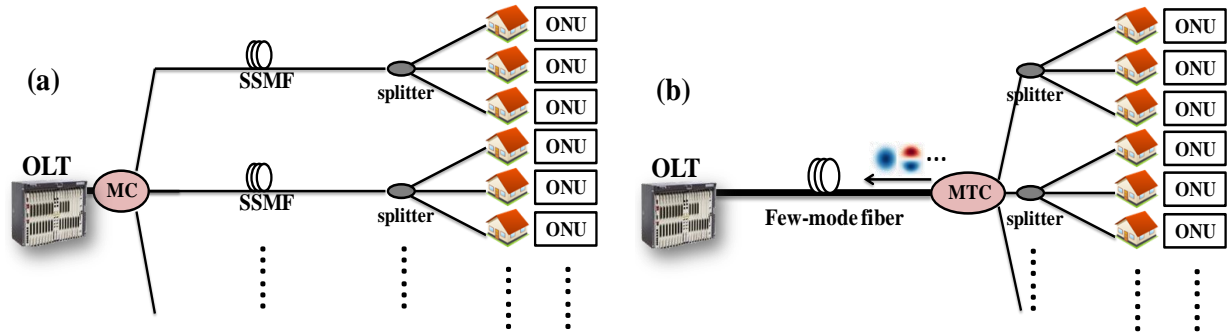 (a)
OLT
MC
SSMF
splitter
ONU
ONU
ONU
SSMF
splitter
ONU
ONU
ONU
(b)
OLT
Few-mode fiber
...
MTC
splitter
ONU
ONU
ONU
splitter
ONU
ONU
ONU